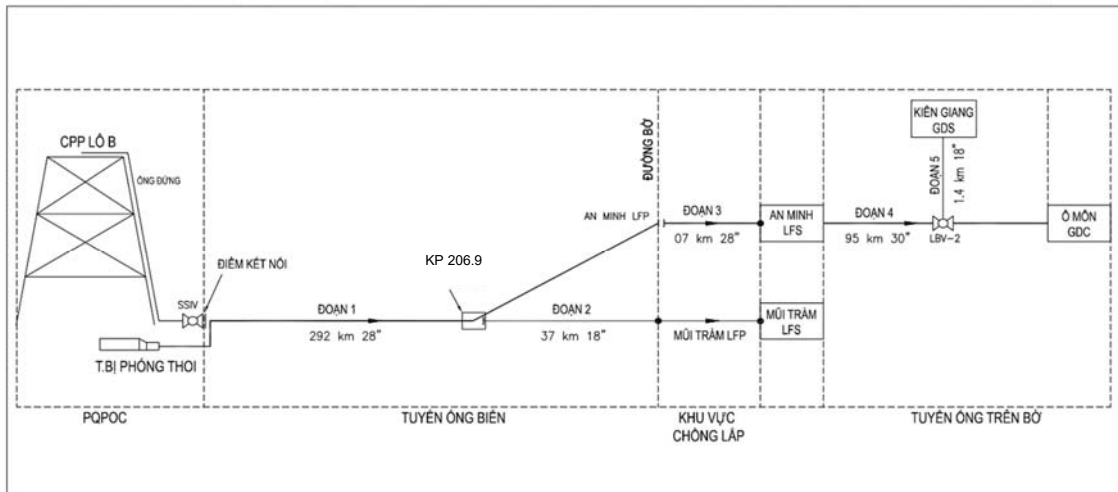 CPP LÔ B
ỐNG ĐỨNG
ĐIỂM KẾT NỐI
SSIV
T.BỊ PHÓNG THOI
PQPOC
ĐOẠN 1
292 km 28"
KP 206.9
ĐOẠN 2
37 km 18"
TUYẾN ỐNG BIỂN
ĐƯỜNG BỜ
AN MINH LFP
ĐOẠN 3
07 km 28"
MŨI TRÀM LFP
KHU VỰC
CHỒNG LẤP
AN MINH
LFS
MŨI TRÀM
LFS
ĐOẠN 4
95 km 30"
KIÊN GIANG
GDS
ĐOẠN 5
1.4 km 18"
LBV-2
Ô MÔN
GDC
TUYẾN ỐNG TRÊN BỜ